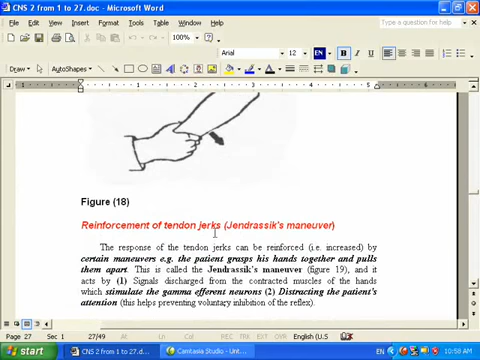 CNS 2 from 1 to 27.doc - Microsoft Word
File Edit View Insert Format Tools Table Window Help
Type a question for help
100%
Arial 12 EN B
Draw AutoShapes
Figure (18)
Reinforcement of tendon jerks (Jendrassik's maneuver)
The response of the tendon jerks can be reinforced (i.e. increased) by
certain maneuvers e.g. the patient grasps his hands together and pulls
them apart. This is called the Jendrassik's maneuver (figure 19), and it
acts by (1) Signals discharged from the contracted muscles of the hands
which stimulate the gamma efferent neurons (2) Distracting the patient's
attention (this helps preventing voluntary inhibition of the reflex).
Page 27 Sec 1 27/49 At Ln Col REC TRK EXT OVR English (U.S
start CNS 2 from 1 to 27.d... Camtasia Studio - Unt... EN 10:59 AM